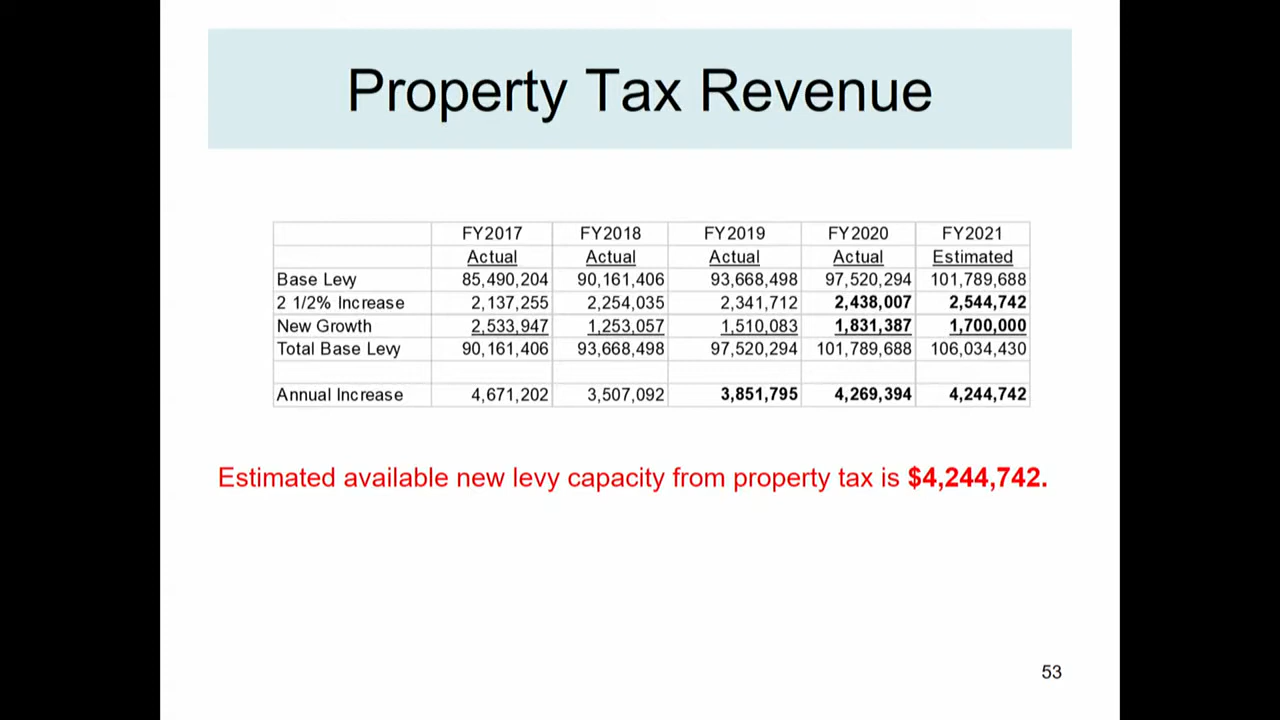 Property Tax Revenue
FY2017 FY2018 FY2019 FY2020 FY2021
Actual Actual Actual Actual Estimated
Base Levy 85,490,204 90,161,406 93,668,498 97,520,294 101,789,688
2 1/2% Increase 2,137,255 2,254,035 2,341,712 2,438,007 2,544,742
New Growth 2,533,947 1,253,057 1,510,083 1,831,387 1,700,000
Total Base Levy 90,161,406 93,668,498 97,520,294 101,789,688 106,034,430
Annual Increase 4,671,202 3,507,092 3,851,795 4,269,394 4,244,742
Estimated available new levy capacity from property tax is $4,244,742.
53